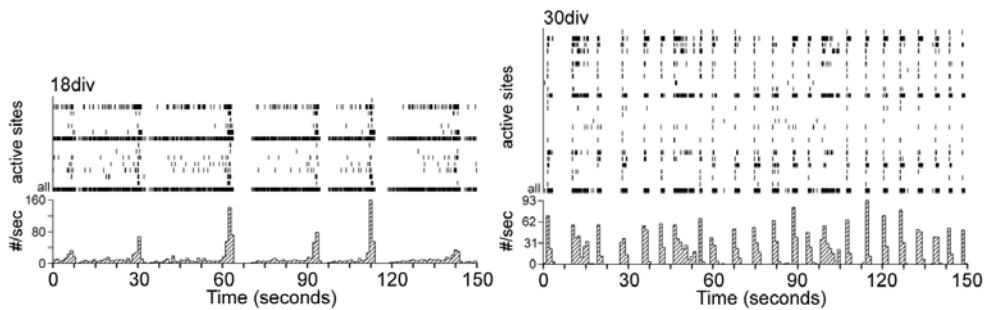 18div
active sites
all
160
80
0
#/sec
0 30 60 90 120 150
Time (seconds)
30div
active sites
all
93
62
31
0
#/sec
0 30 60 90 120 150
Time (seconds)